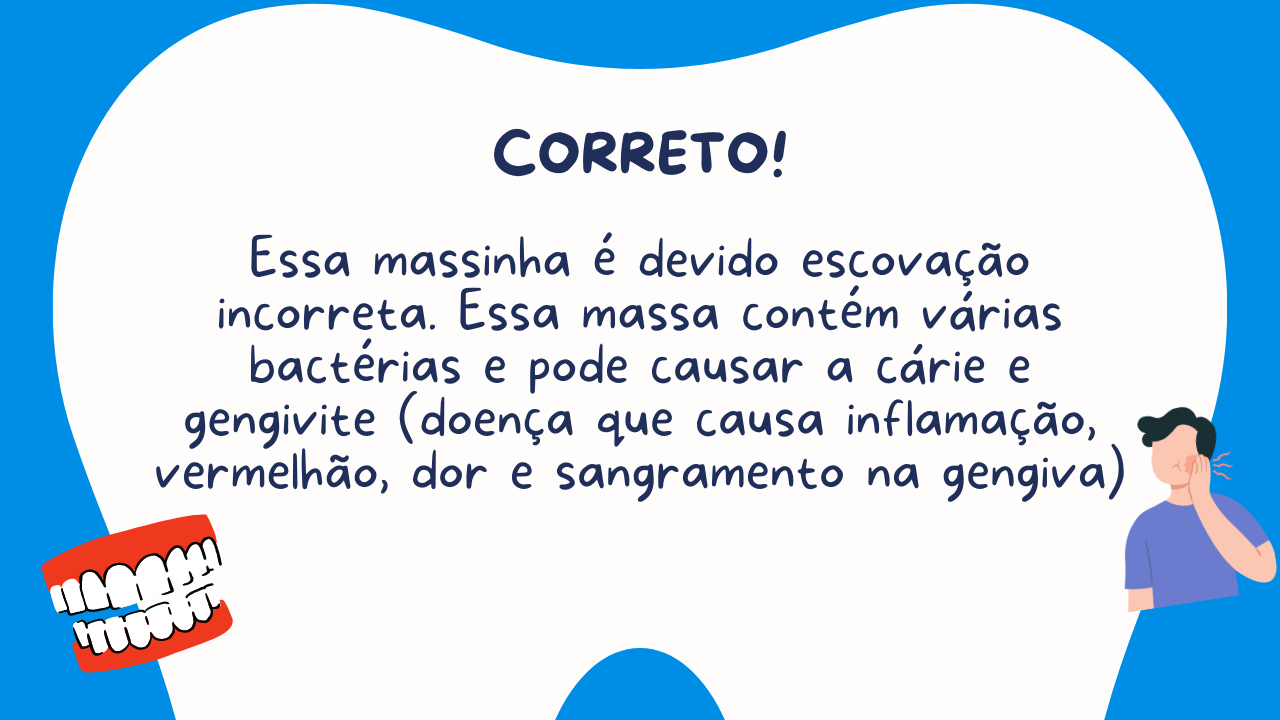 CORRETO!
Essa massinha é devido escovação
incorreta. Essa massa contém várias
bactérias e pode causar a cárie e
gengivite (doença que causa inflamação,
vermelhão, dor e sangramento na gengiva)